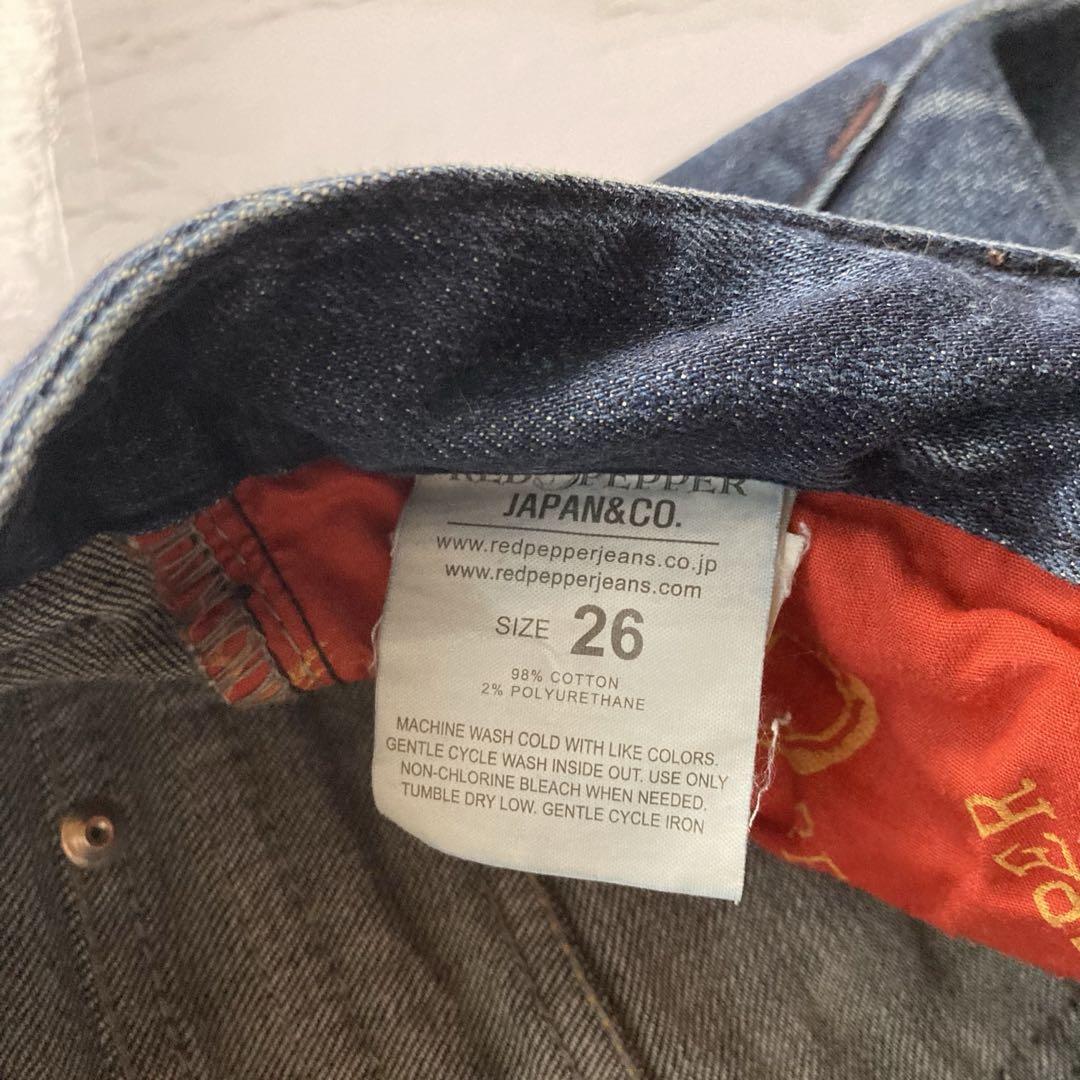 RED PEPPER
JAPAN&CO.
www.redpepperjeans.co.jp
www.redpepperjeans.com
SIZE 26
98% COTTON
2% POLYURETHANE
MACHINE WASH COLD WITH LIKE COLORS.
GENTLE CYCLE WASH INSIDE OUT. USE ONLY
NON-CHLORINE BLEACH WHEN NEEDED.
TUMBLE DRY LOW. GENTLE CYCLE IRON